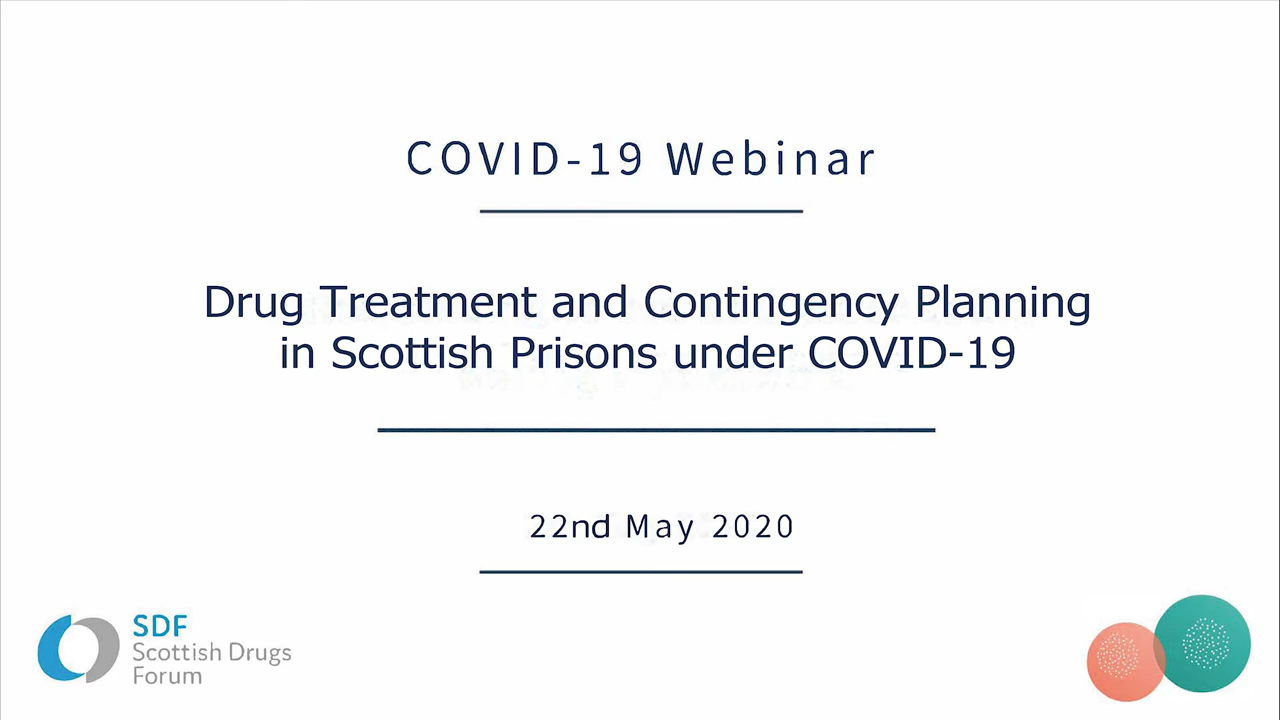 COVID-19 Webinar
Drug Treatment and Contingency Planning
in Scottish Prisons under COVID-19
22nd May 2020
SDF
Scottish Drugs
Forum